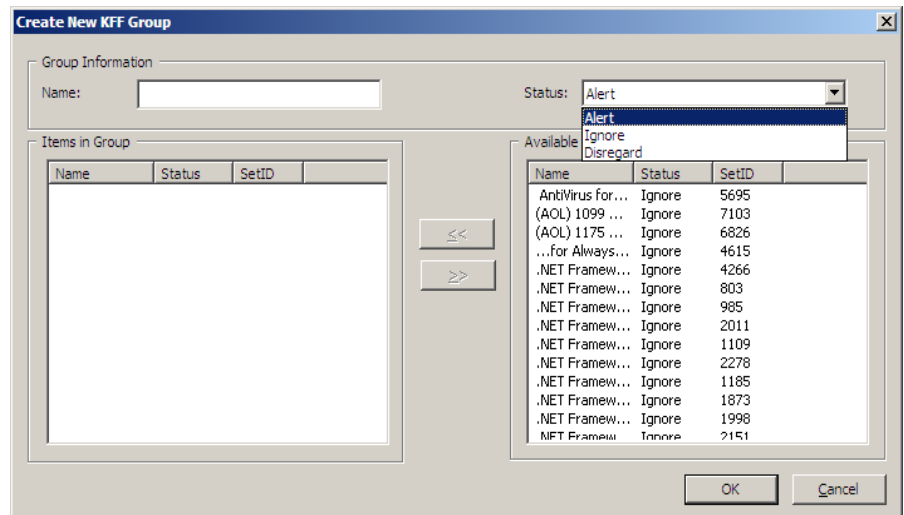 Create New KFF Group
Group Information
Name:
Status: Alert
Alert
Ignore
Disregard
Items in Group
Available
Name Status SetID
Name Status SetID
AntiVirus for... Ignore 5695
(AOL) 1099 ... Ignore 7103
(AOL) 1175 ... Ignore 6826
<<
...for Always... Ignore 4615
.NET Framew... Ignore 4266
>>
.NET Framew... Ignore 803
.NET Framew... Ignore 985
.NET Framew... Ignore 2011
.NET Framew... Ignore 1109
.NET Framew... Ignore 2278
.NET Framew... Ignore 1185
.NET Framew... Ignore 1873
.NET Framew... Ignore 1998
.NET Framew... Ignore 2151
OK
Cancel